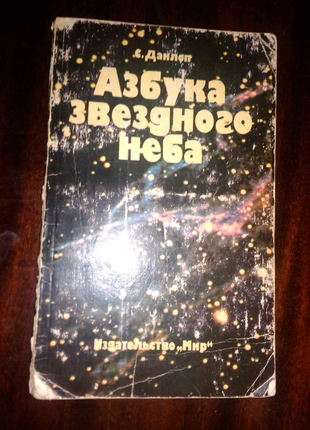 С. Данлоп
Азбука
звездного
неба
Издательство „Мир“